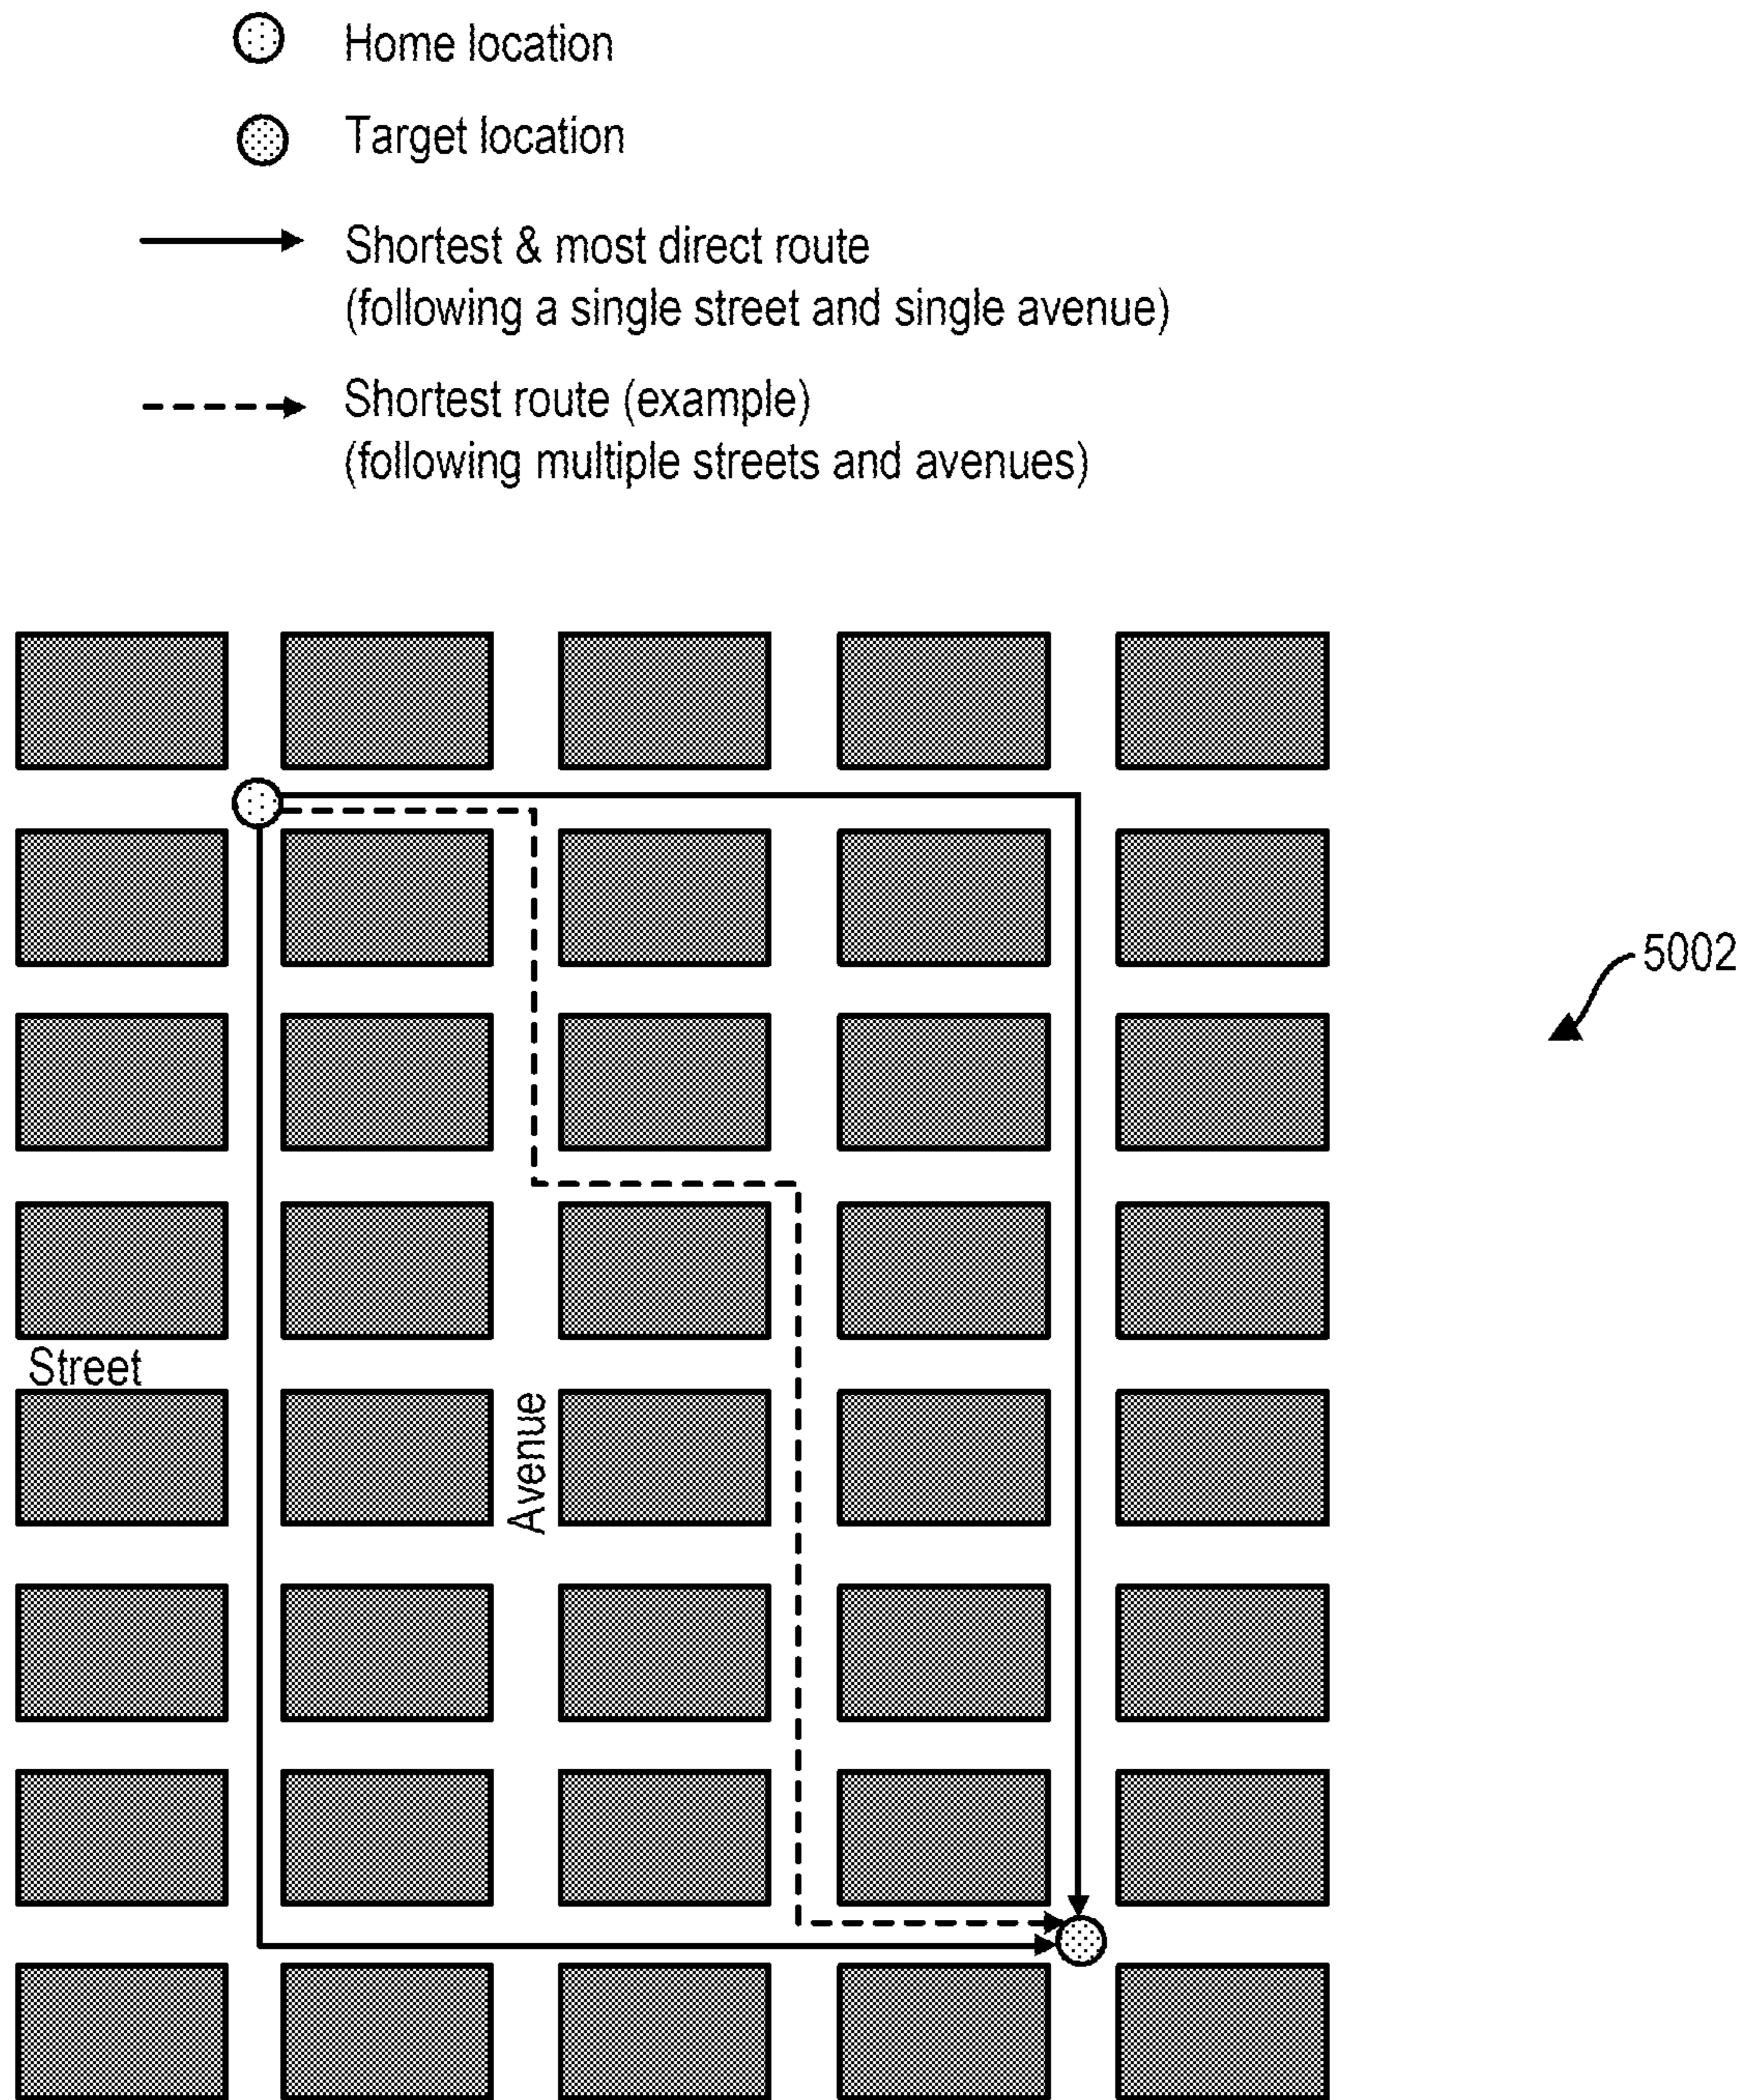 Home location
Target location
Shortest & most direct route
(following a single street and single avenue)
Shortest route (example)
(following multiple streets and avenues)
5002
Street
Avenue